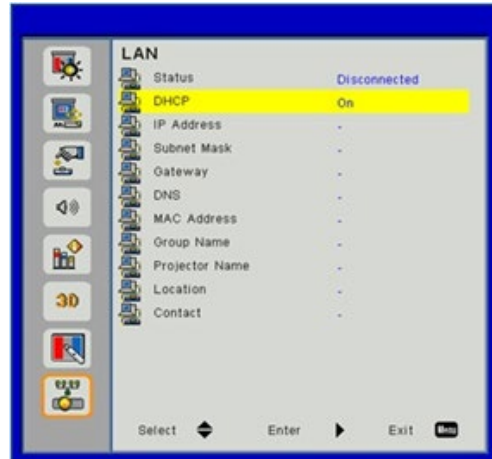 LAN
Status Disconnected
DHCP On
IP Address -
Subnet Mask -
Gateway -
DNS -
MAC Address -
Group Name -
Projector Name -
Location -
Contact -
3D
Select Enter Exit Menu